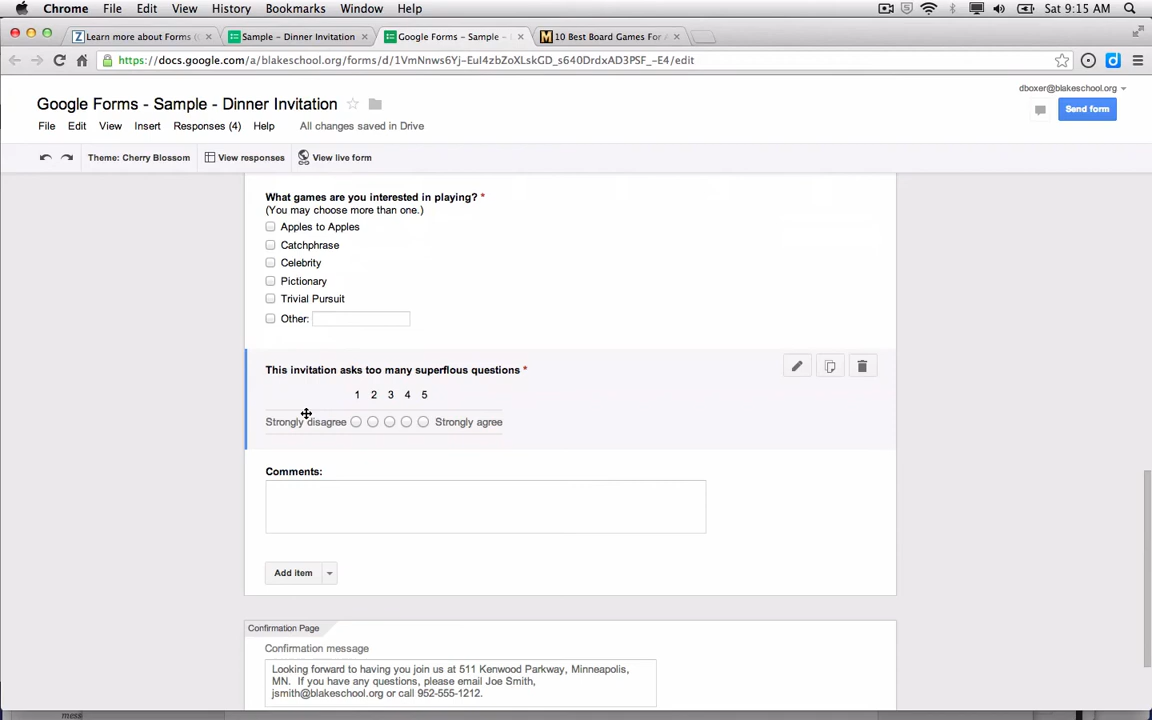 Chrome File Edit View History Bookmarks Window Help Sat 9:15 AM
Learn more about Forms ( Sample - Dinner Invitation Google Forms - Sample - 10 Best Board Games For
https://docs.google.com/a/blakeschool.org/forms/d/1VmNnws6Yj-EuI4zbZoXLskGD_s640DrdxAD3PSF_-E4/edit
dboxer@blakeschool.org
Google Forms - Sample - Dinner Invitation
Send form
File Edit View Insert Responses (4) Help All changes saved in Drive
Theme: Cherry Blossom View responses View live form
What games are you interested in playing? *
(You may choose more than one.)
Apples to Apples
Catchphrase
Celebrity
Pictionary
Trivial Pursuit
Other:
This invitation asks too many superflous questions *
1 2 3 4 5
Strongly disagree Strongly agree
Comments:
Add item
Confirmation Page
Confirmation message
Looking forward to having you join us at 511 Kenwood Parkway, Minneapolis,
MN. If you have any questions, please email Joe Smith,
jsmith@blakeschool.org or call 952-555-1212.